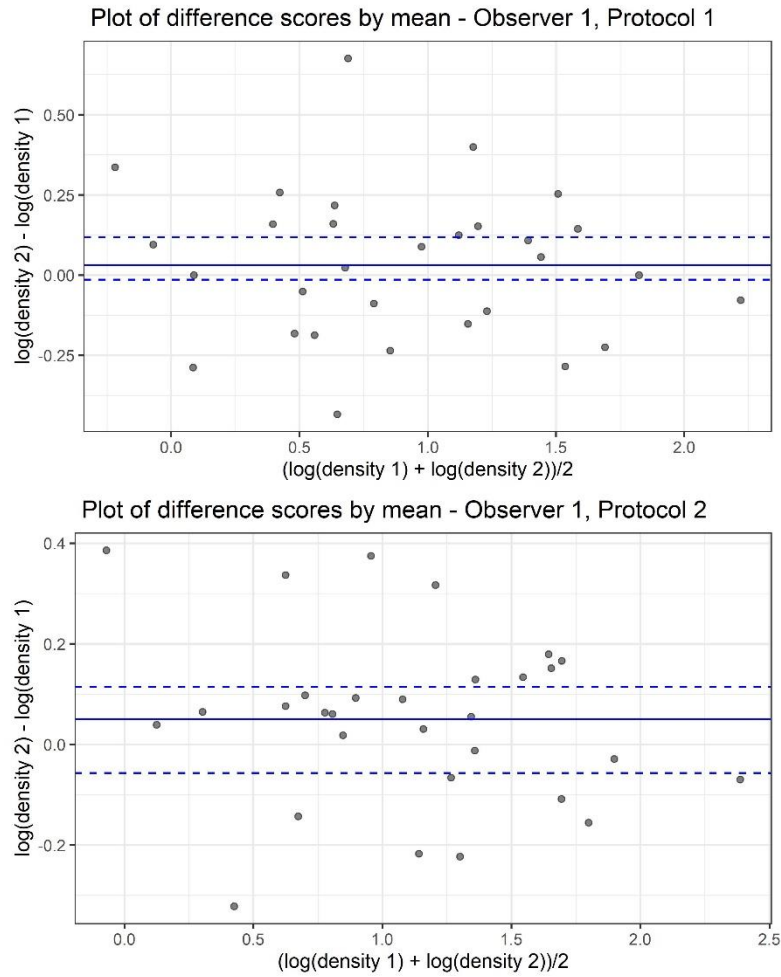 Plot of difference scores by mean - Observer 1, Protocol 1
log(density 2) - log(density 1)
0.50
0.25
0.00
-0.25
0.0 0.5 1.0 1.5 2.0
(log(density 1) + log(density 2))/2
Plot of difference scores by mean - Observer 1, Protocol 2
log(density 2) - log(density 1)
0.4
0.2
0.0
-0.2
0.0 0.5 1.0 1.5 2.0 2.5
(log(density 1) + log(density 2))/2